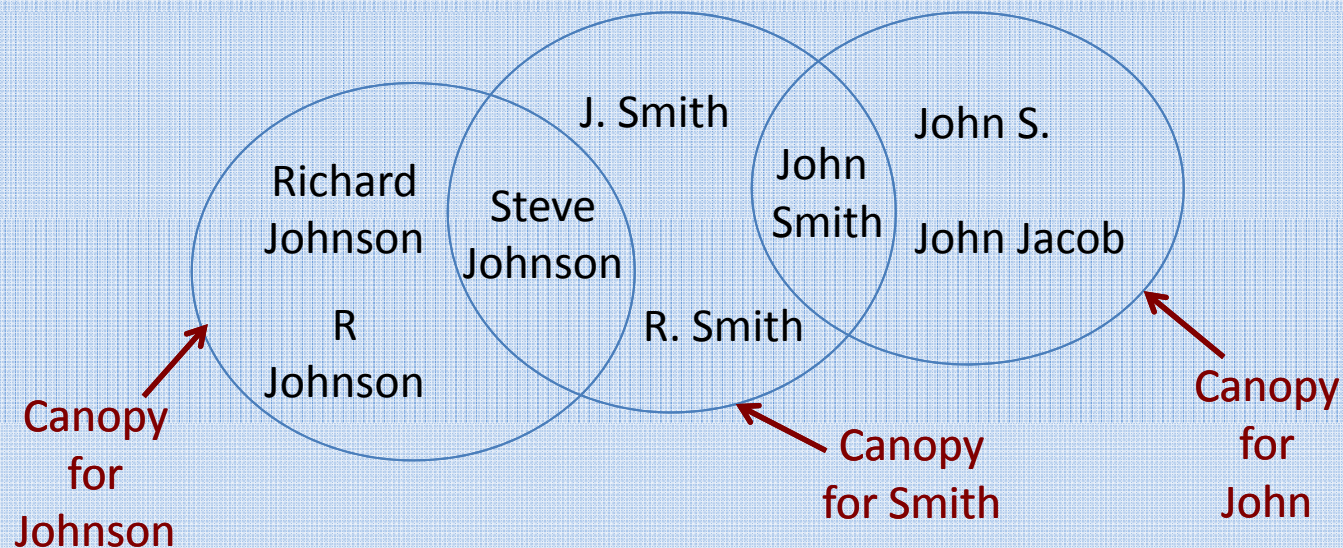 Richard
Johnson
R
Johnson
Steve
Johnson
J. Smith
R. Smith
John
Smith
John S.
John Jacob
Canopy
for
Johnson
Canopy
for Smith
Canopy
for
John